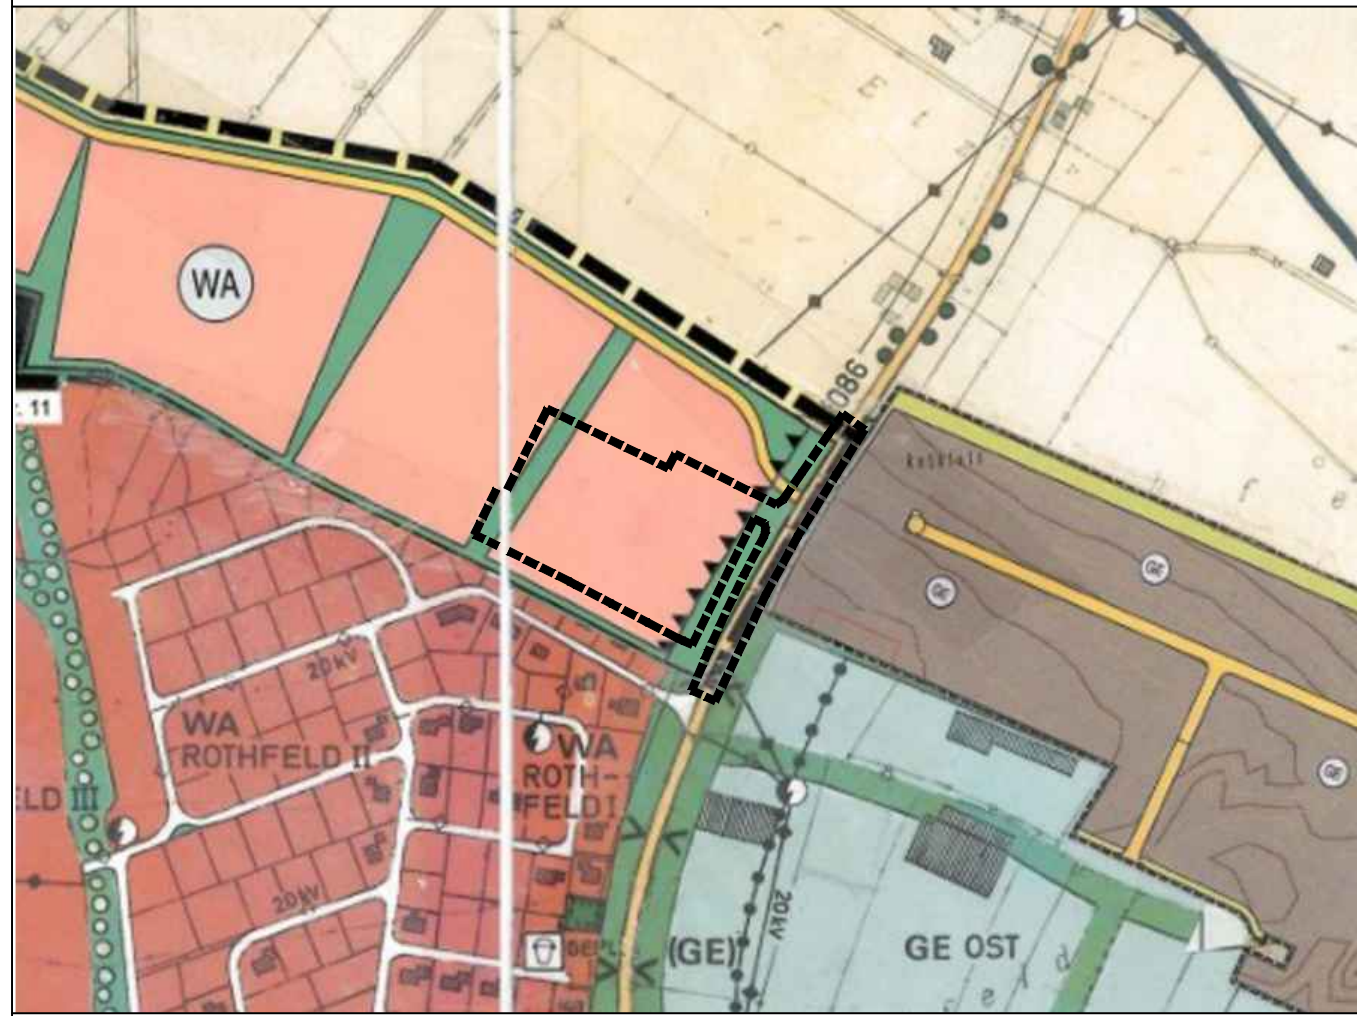 WA
086
. 11
GE
GE
GE
20kV
WA
ROTHFELD II
WA
ROTH-
FELD I
ELD III
20kV
20kV
(GE)
GE OST